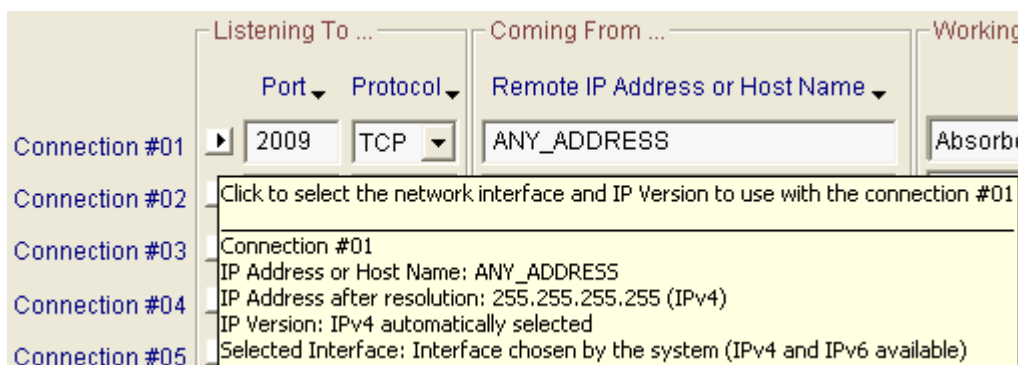 Listening To ... Coming From ... Working
Port Protocol Remote IP Address or Host Name
Connection #01 2009 TCP ANY_ADDRESS Absorbe
Connection #02 Click to select the network interface and IP Version to use with the connection #01
Connection #03 Connection #01
IP Address or Host Name: ANY_ADDRESS
Connection #04 IP Address after resolution: 255.255.255.255 (IPv4)
IP Version: IPv4 automatically selected
Connection #05 Selected Interface: Interface chosen by the system (IPv4 and IPv6 available)